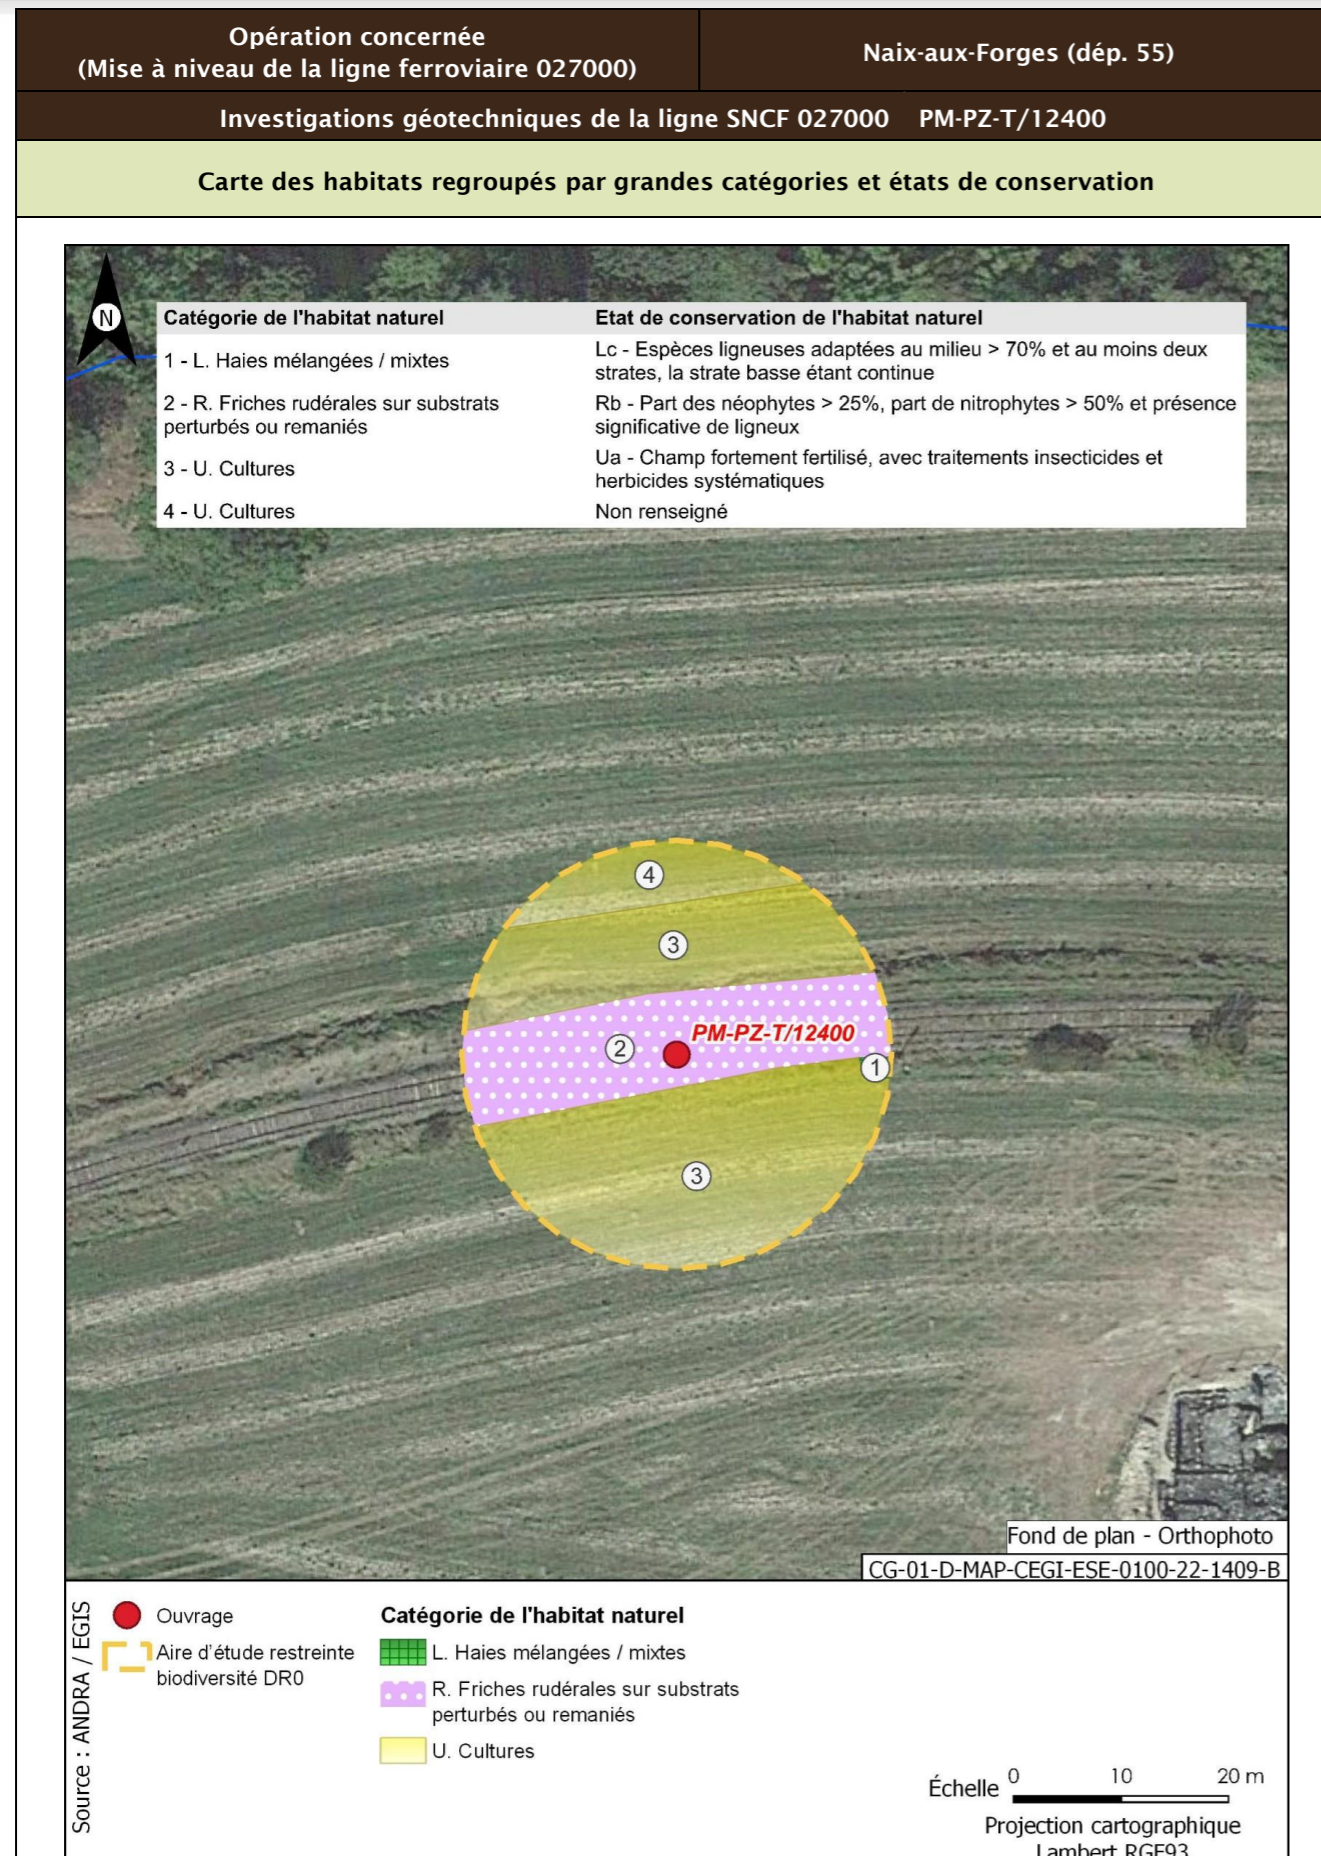 Opération concernée
(Mise à niveau de la ligne ferroviaire 027000)
Naix-aux-Forges (dép. 55)
Investigations géotechniques de la ligne SNCF 027000 PM-PZ-T/12400
Carte des habitats regroupés par grandes catégories et états de conservation
N
Catégorie de l'habitat naturel
Etat de conservation de l'habitat naturel
1 - L. Haies mélangées / mixtes
Lc - Espèces ligneuses adaptées au milieu > 70% et au moins deux
strates, la strate basse étant continue
2 - R. Friches rudérales sur substrats
perturbés ou remaniés
Rb - Part des néophytes > 25%, part de nitrophytes > 50% et présence
significative de ligneux
3 - U. Cultures
Ua - Champ fortement fertilisé, avec traitements insecticides et
herbicides systématiques
4 - U. Cultures
Non renseigné
4
3
PM-PZ-T/12400
2
1
3
Fond de plan - Orthophoto
CG-01-D-MAP-CEGI-ESE-0100-22-1409-B
Source : ANDRA / EGIS
Ouvrage
Aire d'étude restreinte
biodiversité DR0
Catégorie de l'habitat naturel
L. Haies mélangées / mixtes
R. Friches rudérales sur substrats
perturbés ou remaniés
U. Cultures
Échelle 0 10 20 m
Projection cartographique
Lambert RGF93